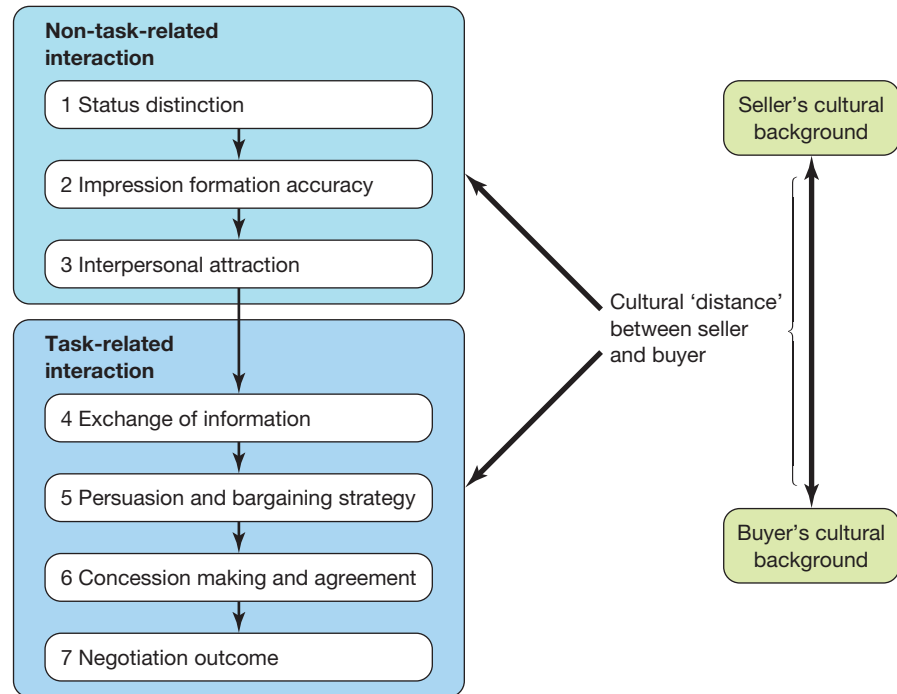 Non-task-related
interaction
1 Status distinction
2 Impression formation accuracy
3 Interpersonal attraction
Task-related
interaction
4 Exchange of information
5 Persuasion and bargaining strategy
6 Concession making and agreement
7 Negotiation outcome
Cultural ‘distance’
between seller
and buyer
Seller’s cultural
background
Buyer’s cultural
background